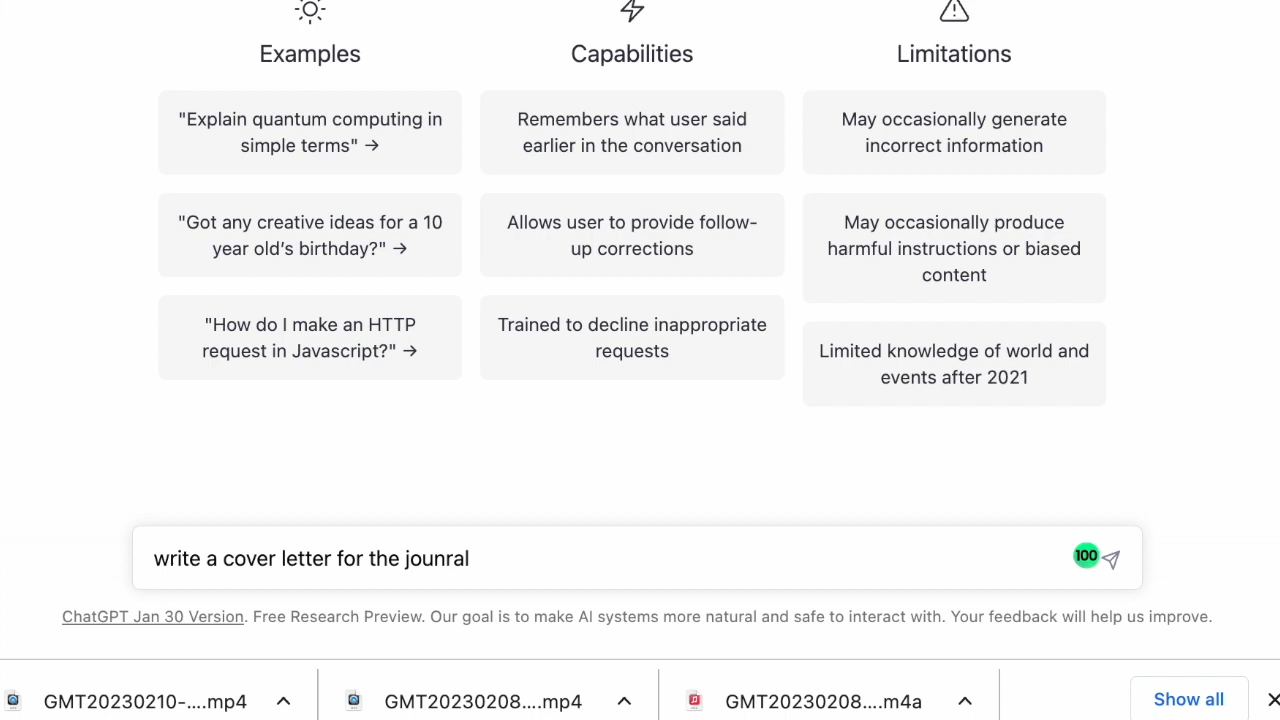 Examples
Capabilities
Limitations
"Explain quantum computing in
simple terms" →
Remembers what user said
earlier in the conversation
May occasionally generate
incorrect information
"Got any creative ideas for a 10
year old's birthday?" →
Allows user to provide follow-
up corrections
May occasionally produce
harmful instructions or biased
content
"How do I make an HTTP
request in Javascript?" →
Trained to decline inappropriate
requests
Limited knowledge of world and
events after 2021
write a cover letter for the jounral
100
ChatGPT Jan 30 Version. Free Research Preview. Our goal is to make AI systems more natural and safe to interact with. Your feedback will help us improve.
GMT20230210-....mp4
GMT20230208....mp4
GMT20230208....m4a
Show all